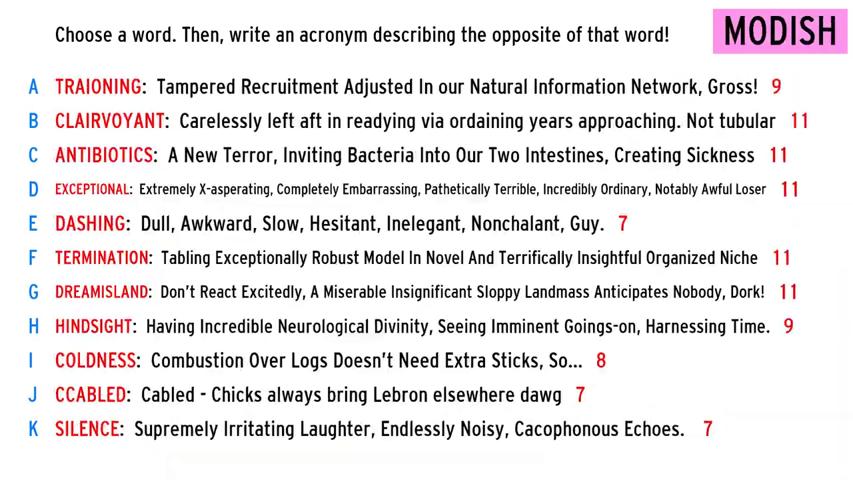 Choose a word. Then, write an acronym describing the opposite of that word!
MODISH
A TRAIONING: Tampered Recruitment Adjusted In our Natural Information Network, Gross! 9
B CLAIRVOYANT: Carelessly left aft in readying via ordaining years approaching. Not tubular 11
C ANTIBIOTICS: A New Terror, Inviting Bacteria Into Our Two Intestines, Creating Sickness 11
D EXCEPTIONAL: Extremely X-asperating, Completely Embarrassing, Pathetically Terrible, Incredibly Ordinary, Notably Awful Loser 11
E DASHING: Dull, Awkward, Slow, Hesitant, Inelegant, Nonchalant, Guy. 7
F TERMINATION: Tabling Exceptionally Robust Model In Novel And Terrifically Insightful Organized Niche 11
G DREAMISLAND: Don't React Excitedly, A Miserable Insignificant Sloppy Landmass Anticipates Nobody, Dork! 11
H HINDSIGHT: Having Incredible Neurological Divinity, Seeing Imminent Goings-on, Harnessing Time. 9
I COLDNESS: Combustion Over Logs Doesn't Need Extra Sticks, So... 8
J CCABLED: Cabled - Chicks always bring Lebron elsewhere dawg 7
K SILENCE: Supremely Irritating Laughter, Endlessly Noisy, Cacophonous Echoes. 7